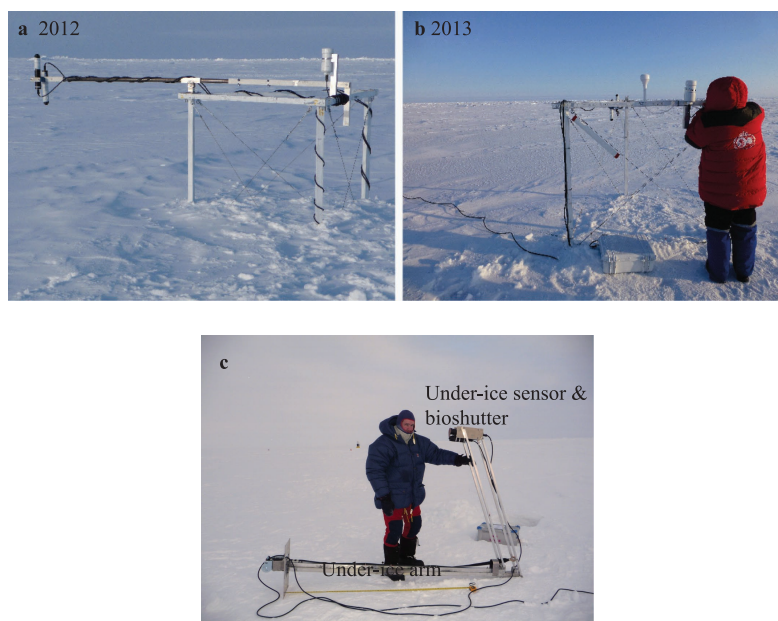 a 2012
b 2013
c
Under-ice sensor &
bioshutter
Under-ice arm